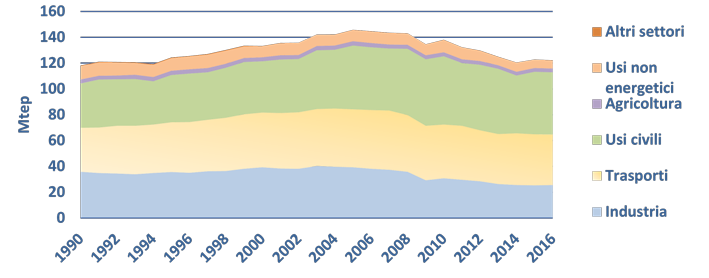 160
140
120
100
80
60
40
20
0
Mtep
1990
1992
1994
1996
1998
2000
2002
2004
2006
2008
2010
2012
2014
2016
Altri settori
Usi non
energetici
Agricoltura
Usi civili
Trasporti
Industria